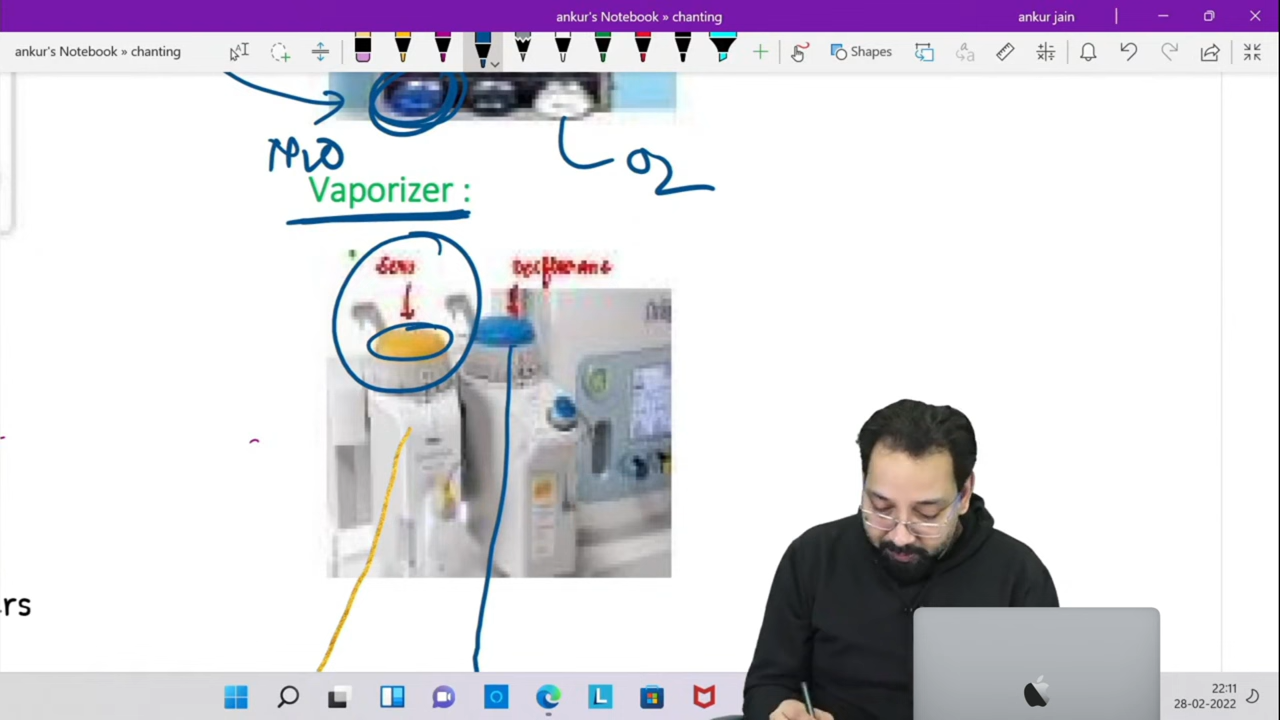 ankur's Notebook » chanting
ankur jain
ankur's Notebook » chanting
Shapes
N2O
O2
Vaporizer :
Sevo
rs
22:11
28-02-2022